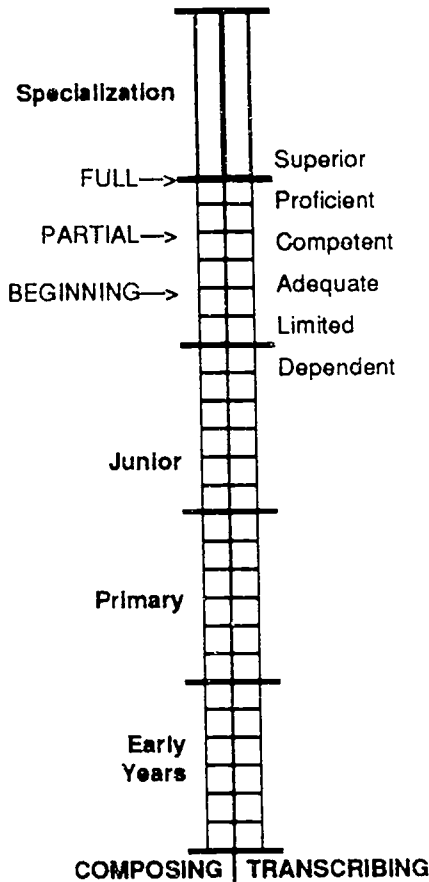 Specialization
Superior
FULL—>
Proficient
PARTIAL—>
Competent
BEGINNING—>
Adequate
Limited
Dependent
Junior
Primary
Early
Years
COMPOSING TRANSCRIBING